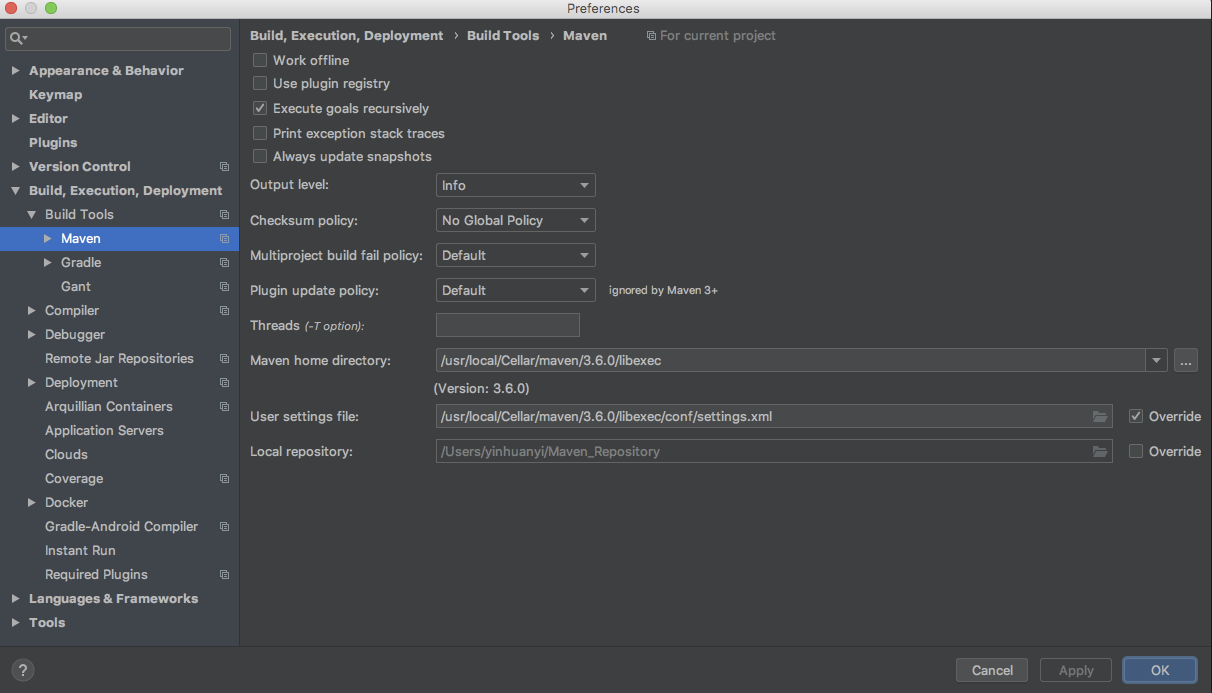 Preferences
Appearance & Behavior
Keymap
Editor
Plugins
Version Control
Build, Execution, Deployment
Build Tools
Maven
Gradle
Gant
Compiler
Debugger
Remote Jar Repositories
Deployment
Arquillian Containers
Application Servers
Clouds
Coverage
Docker
Gradle-Android Compiler
Instant Run
Required Plugins
Languages & Frameworks
Tools
Build, Execution, Deployment › Build Tools › Maven For current project
Work offline
Use plugin registry
Execute goals recursively
Print exception stack traces
Always update snapshots
Output level: Info
Checksum policy: No Global Policy
Multiproject build fail policy: Default
Plugin update policy: Default ignored by Maven 3+
Threads (-T option):
Maven home directory: /usr/local/Cellar/maven/3.6.0/libexec ...
(Version: 3.6.0)
User settings file: /usr/local/Cellar/maven/3.6.0/libexec/conf/settings.xml Override
Local repository: /Users/yinhuanyi/Maven_Repository Override
? Cancel Apply OK